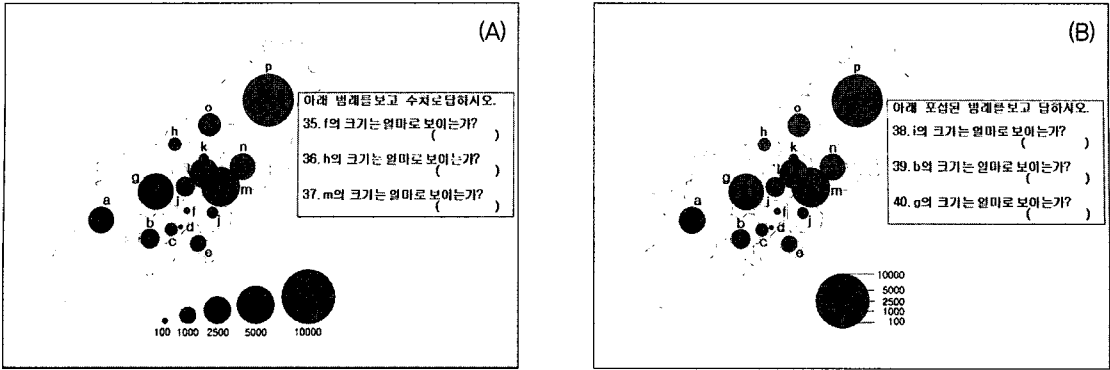 (A)
p
아래 범례를보고 수치로답하시오.
35. f의 크기는 얼마로 보이는가?
( )
36. h의 크기는 얼마로 보이는가?
( )
37. m의 크기는 얼마로 보이는가?
( )
o
h
k
n
g
m
i
f
j
a
b
d
c
e
100 1000 2500 5000 10000
(B)
p
아래 포섭된 범례를보고 답하시오.
38. i의 크기는 얼마로 보이는가?
( )
39. b의 크기는 얼마로 보이는가?
( )
40. g의 크기는 얼마로 보이는가?
( )
o
h
k
n
g
m
j
f
j
a
b
d
c
e
10000
5000
2500
1000
100